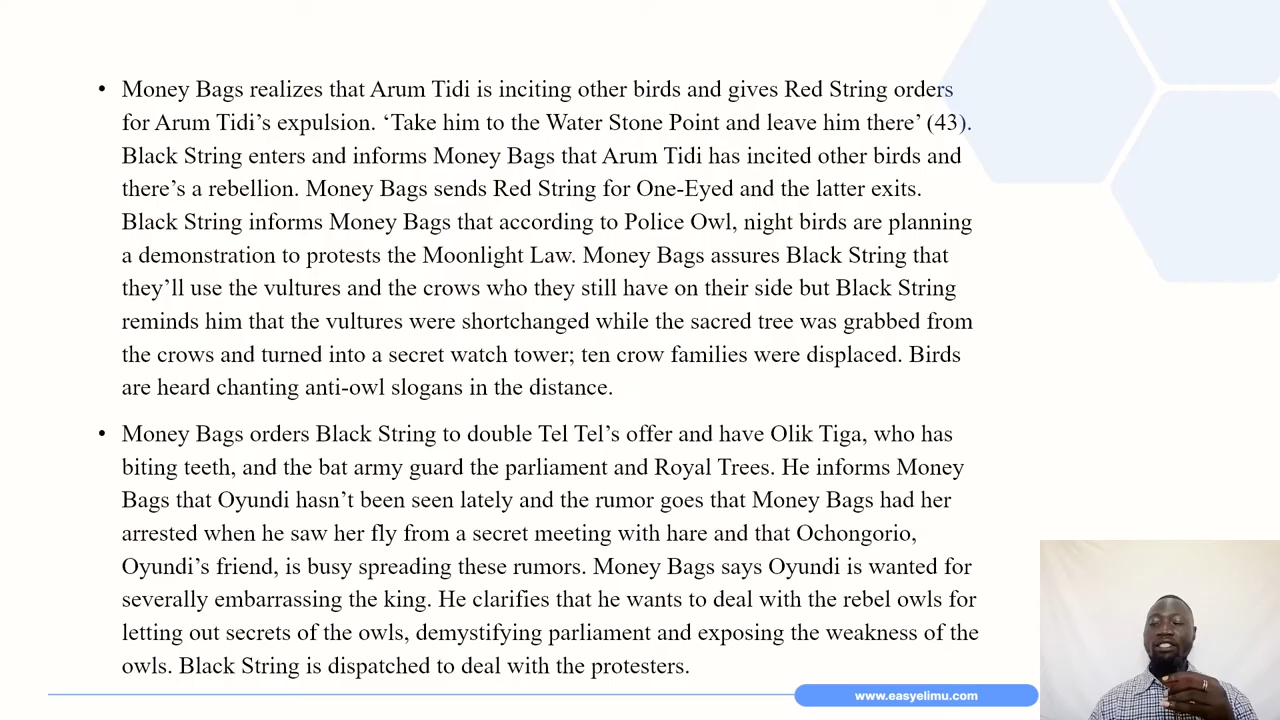 • Money Bags realizes that Arum Tidi is inciting other birds and gives Red String orders
for Arum Tidi’s expulsion. ‘Take him to the Water Stone Point and leave him there’ (43).
Black String enters and informs Money Bags that Arum Tidi has incited other birds and
there’s a rebellion. Money Bags sends Red String for One-Eyed and the latter exits.
Black String informs Money Bags that according to Police Owl, night birds are planning
a demonstration to protests the Moonlight Law. Money Bags assures Black String that
they’ll use the vultures and the crows who they still have on their side but Black String
reminds him that the vultures were shortchanged while the sacred tree was grabbed from
the crows and turned into a secret watch tower; ten crow families were displaced. Birds
are heard chanting anti-owl slogans in the distance.
• Money Bags orders Black String to double Tel Tel’s offer and have Olik Tiga, who has
biting teeth, and the bat army guard the parliament and Royal Trees. He informs Money
Bags that Oyundi hasn’t been seen lately and the rumor goes that Money Bags had her
arrested when he saw her fly from a secret meeting with hare and that Ochongorio,
Oyundi’s friend, is busy spreading these rumors. Money Bags says Oyundi is wanted for
severally embarrassing the king. He clarifies that he wants to deal with the rebel owls for
letting out secrets of the owls, demystifying parliament and exposing the weakness of the
owls. Black String is dispatched to deal with the protesters.
www.easyelimu.com